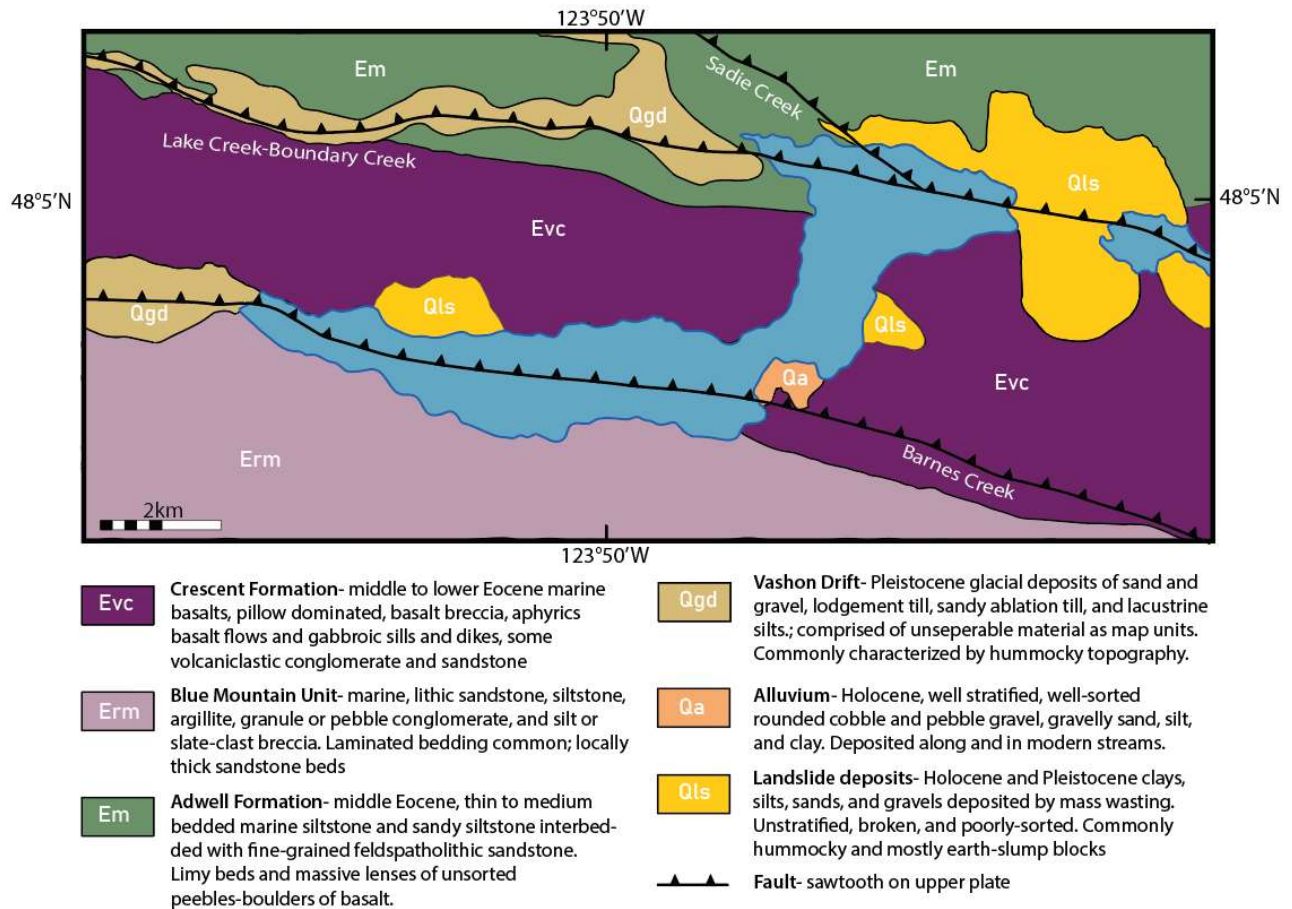 123°50'W
Em
Sadie Creek
Em
Qgd
Lake Creek-Boundary Creek
Qls
48°5'N
48°5'N
Evc
Qgd
Qls
Qls
Qa
Evc
Erm
Barnes Creek
2km
123°50'W
Evc
Crescent Formation- middle to lower Eocene marine
basalts, pillow dominated, basalt breccia, aphyrics
basalt flows and gabbroic sills and dikes, some
volcaniclastic conglomerate and sandstone
Erm
Blue Mountain Unit- marine, lithic sandstone, siltstone,
argillite, granule or pebble conglomerate, and silt or
slate-clast breccia. Laminated bedding common; locally
thick sandstone beds
Em
Adwell Formation- middle Eocene, thin to medium
bedded marine siltstone and sandy siltstone interbed-
ded with fine-grained feldspatholithic sandstone.
Limy beds and massive lenses of unsorted
peebles-boulders of basalt.
Qgd
Vashon Drift- Pleistocene glacial deposits of sand and
gravel, lodgement till, sandy ablation till, and lacustrine
silts.; comprised of unseperable material as map units.
Commonly characterized by hummocky topography.
Qa
Alluvium- Holocene, well stratified, well-sorted
rounded cobble and pebble gravel, gravelly sand, silt,
and clay. Deposited along and in modern streams.
Qls
Landslide deposits- Holocene and Pleistocene clays,
silts, sands, and gravels deposited by mass wasting.
Unstratified, broken, and poorly-sorted. Commonly
hummocky and mostly earth-slump blocks
Fault- sawtooth on upper plate